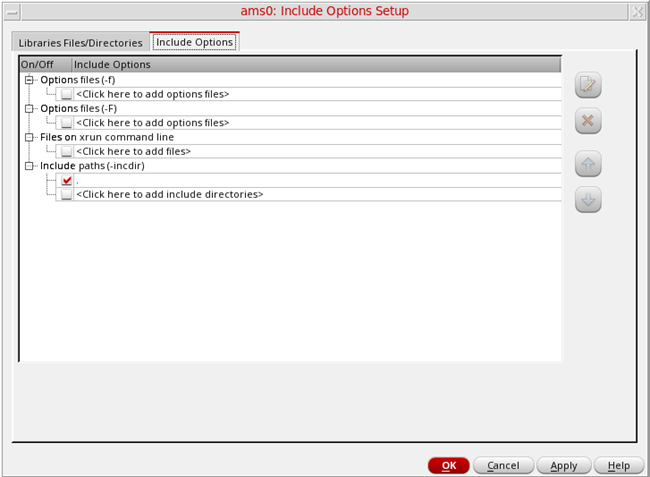 ams0: Include Options Setup
Libraries Files/Directories Include Options
On/Off Include Options
Options files (-f)
<Click here to add options files>
Options files (-F)
<Click here to add options files>
Files on xrun command line
<Click here to add files>
Include paths (-incdir)
.
<Click here to add include directories>
OK Cancel Apply Help